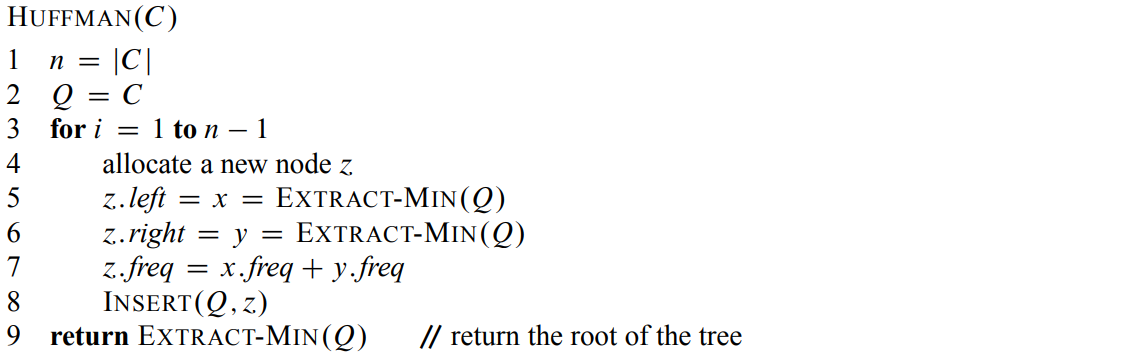 HUFFMAN(C)
1 n = |C|
2 Q = C
3 for i = 1 to n − 1
4 allocate a new node z
5 z.left = x = EXTRACT-MIN(Q)
6 z.right = y = EXTRACT-MIN(Q)
7 z.freq = x.freq + y.freq
8 INSERT(Q, z)
9 return EXTRACT-MIN(Q) // return the root of the tree